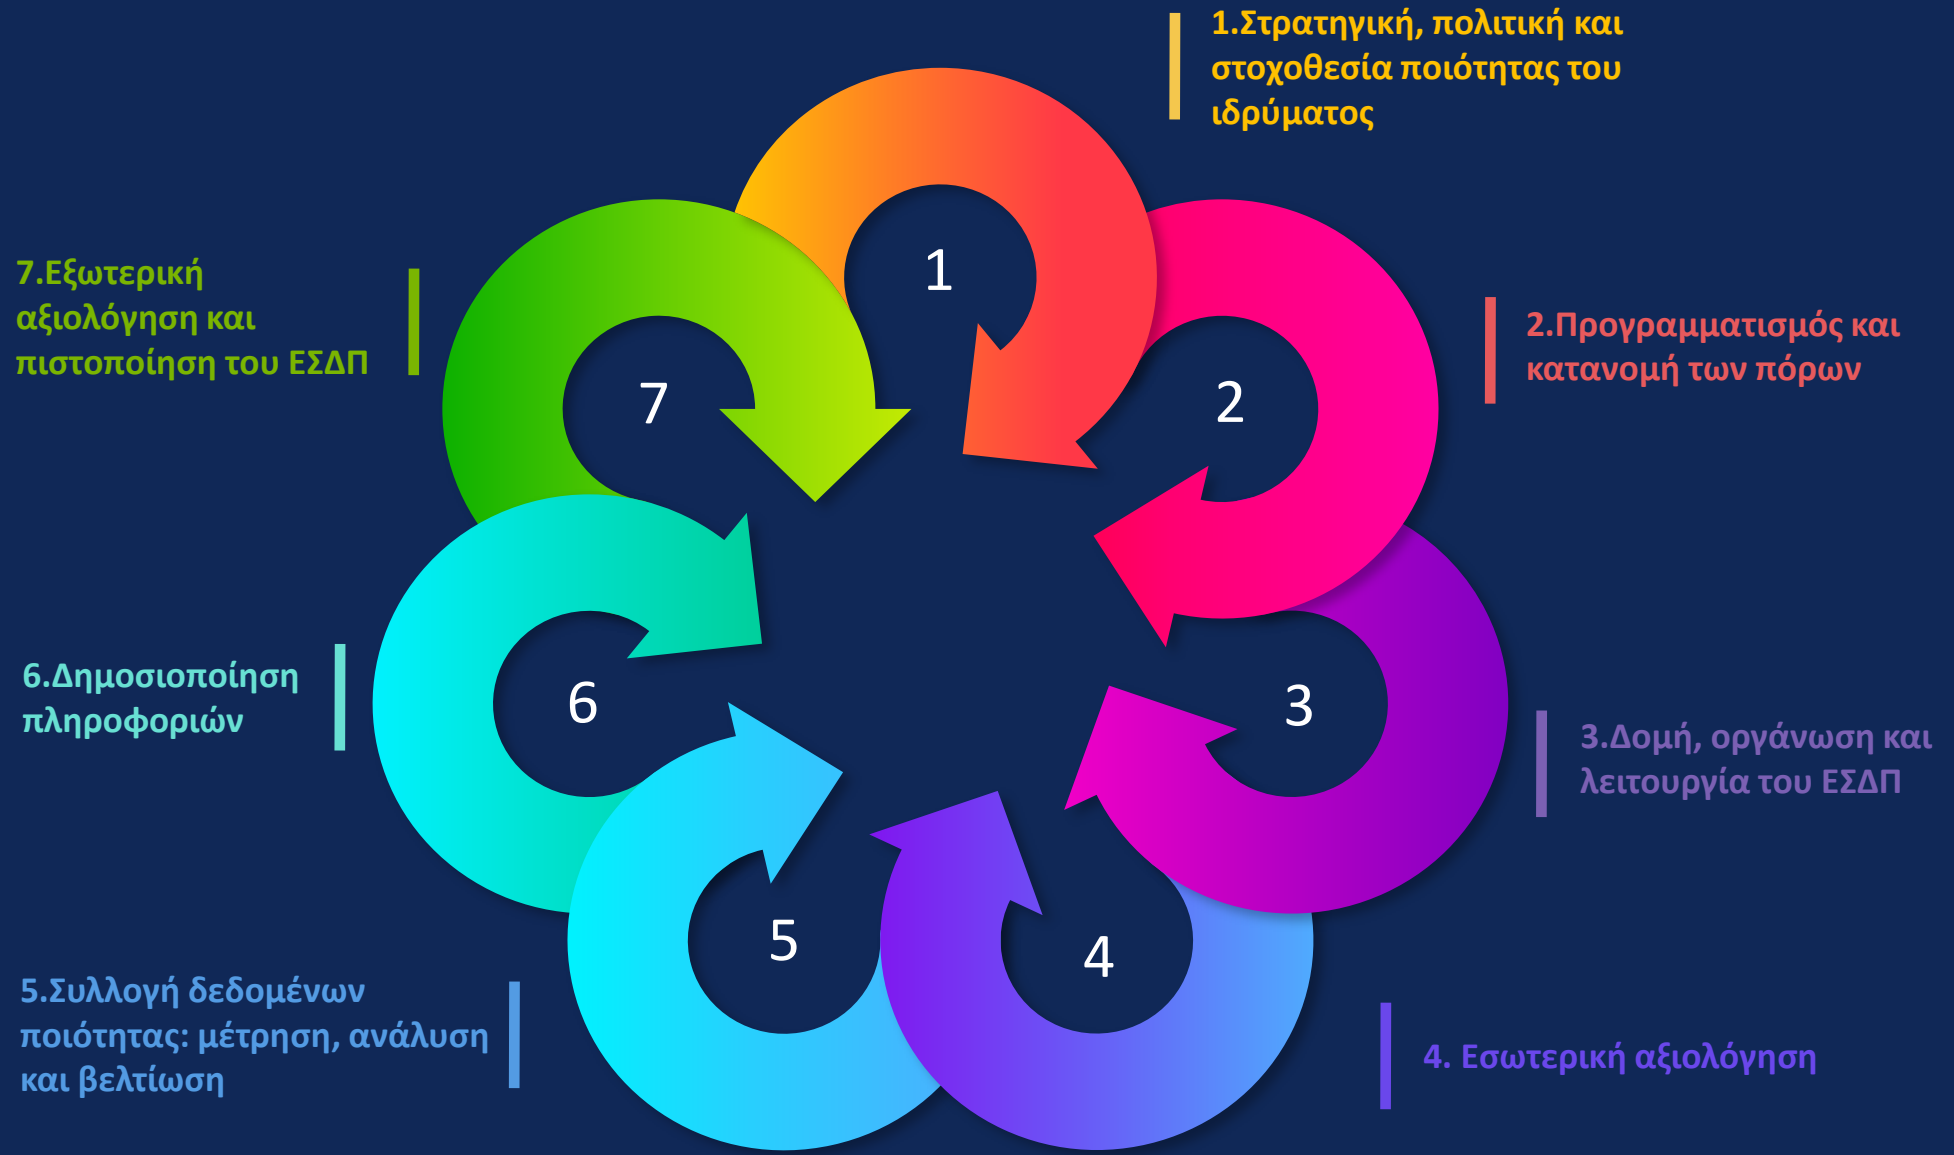 1.Στρατηγική, πολιτική και
στοχοθεσία ποιότητας του
ιδρύματος
1
2
2.Προγραμματισμός και
κατανομή των πόρων
3
3.Δομή, οργάνωση και
λειτουργία του ΕΣΔΠ
4
4. Εσωτερική αξιολόγηση
5
5.Συλλογή δεδομένων
ποιότητας: μέτρηση, ανάλυση
και βελτίωση
6
6.Δημοσιοποίηση
πληροφοριών
7
7.Εξωτερική
αξιολόγηση και
πιστοποίηση του ΕΣΔΠ